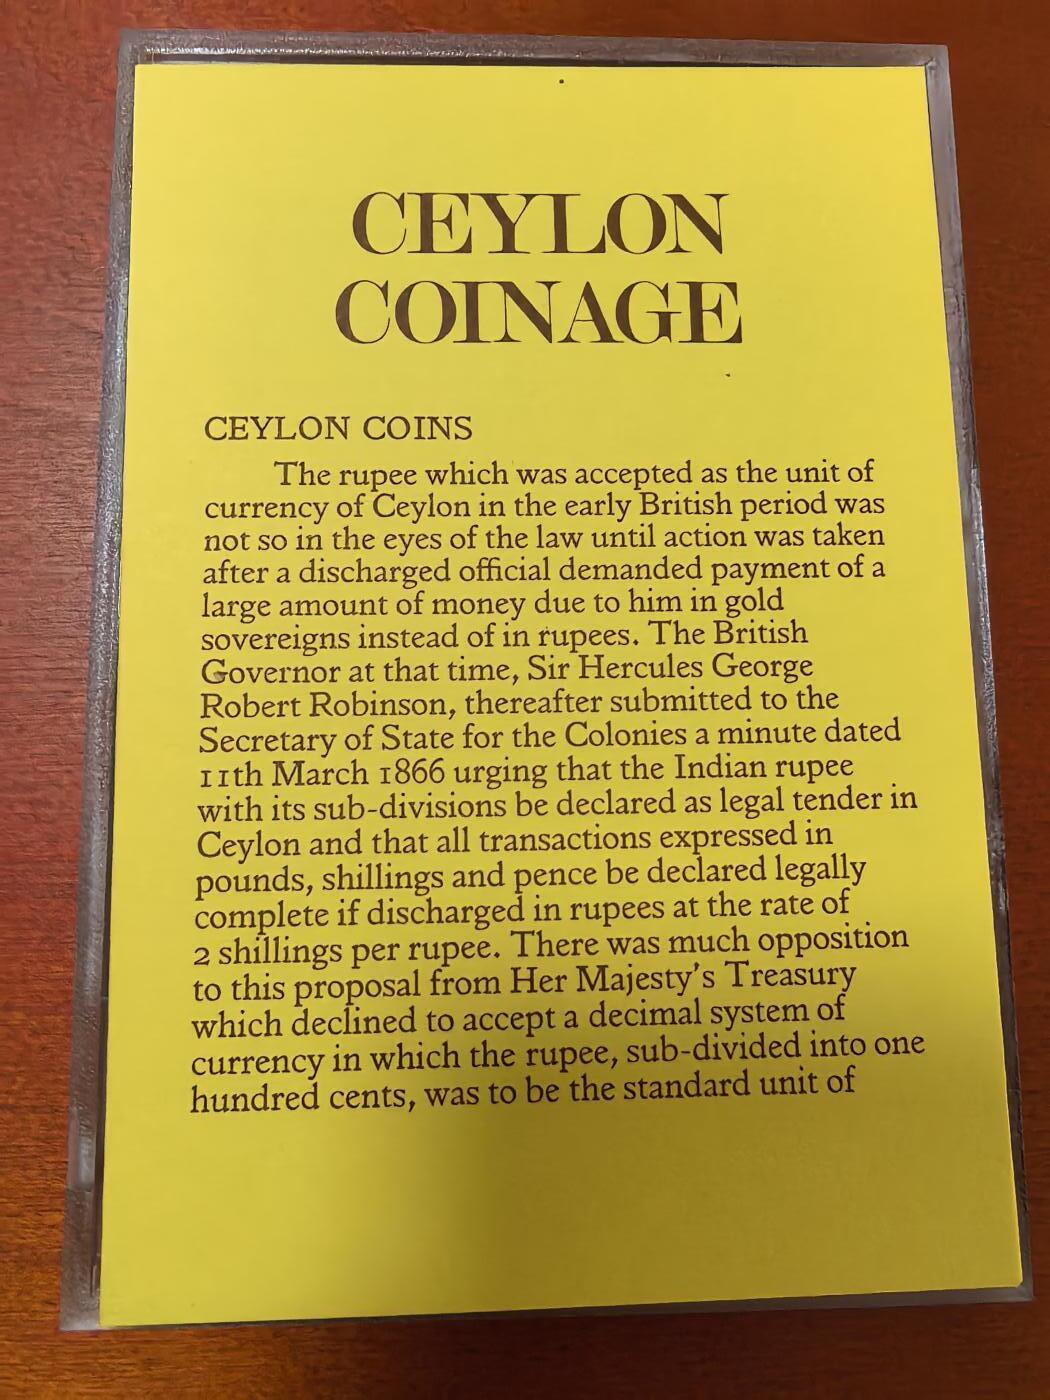 CEYLON
COINAGE
CEYLON COINS
The rupee which was accepted as the unit of
currency of Ceylon in the early British period was
not so in the eyes of the law until action was taken
after a discharged official demanded payment of a
large amount of money due to him in gold
sovereigns instead of in rupees. The British
Governor at that time, Sir Hercules George
Robert Robinson, thereafter submitted to the
Secretary of State for the Colonies a minute dated
11th March 1866 urging that the Indian rupee
with its sub-divisions be declared as legal tender in
Ceylon and that all transactions expressed in
pounds, shillings and pence be declared legally
complete if discharged in rupees at the rate of
2 shillings per rupee. There was much opposition
to this proposal from Her Majesty's Treasury
which declined to accept a decimal system of
currency in which the rupee, sub-divided into one
hundred cents, was to be the standard unit of